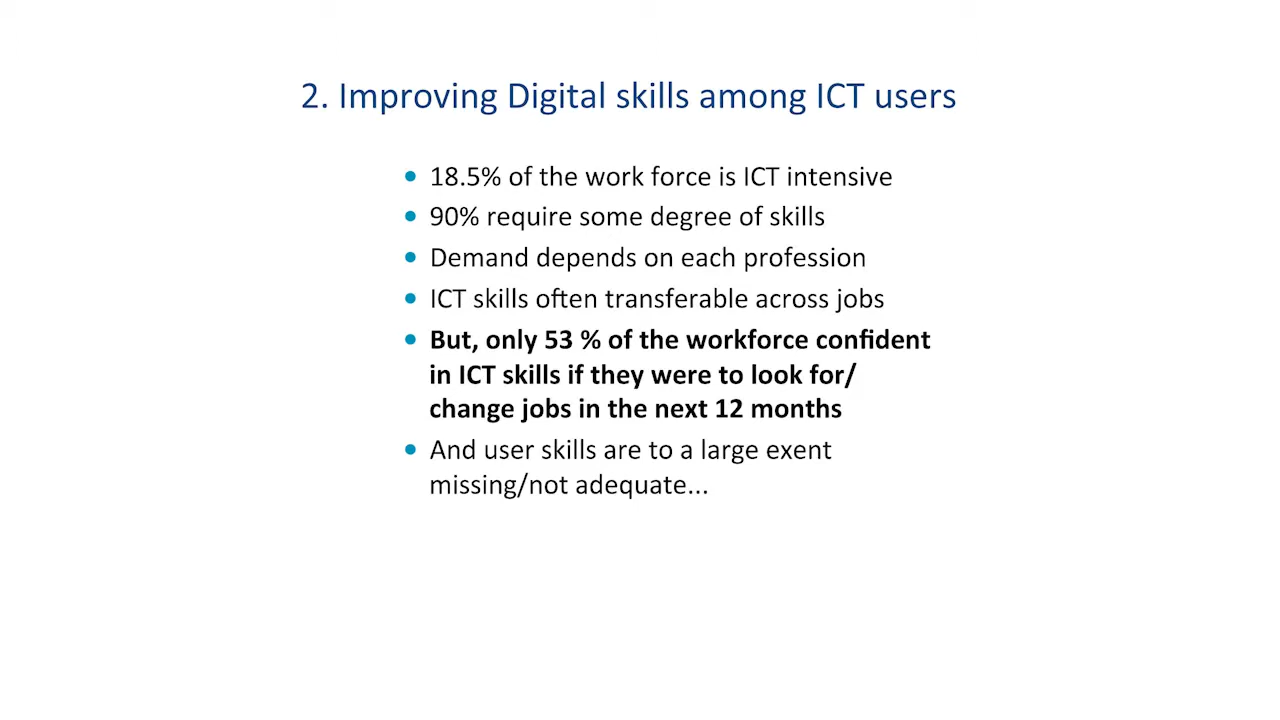 2. Improving Digital skills among ICT users
• 18.5% of the work force is ICT intensive
• 90% require some degree of skills
• Demand depends on each profession
• ICT skills often transferable across jobs
• But, only 53 % of the workforce confident
in ICT skills if they were to look for/
change jobs in the next 12 months
• And user skills are to a large exent
missing/not adequate...